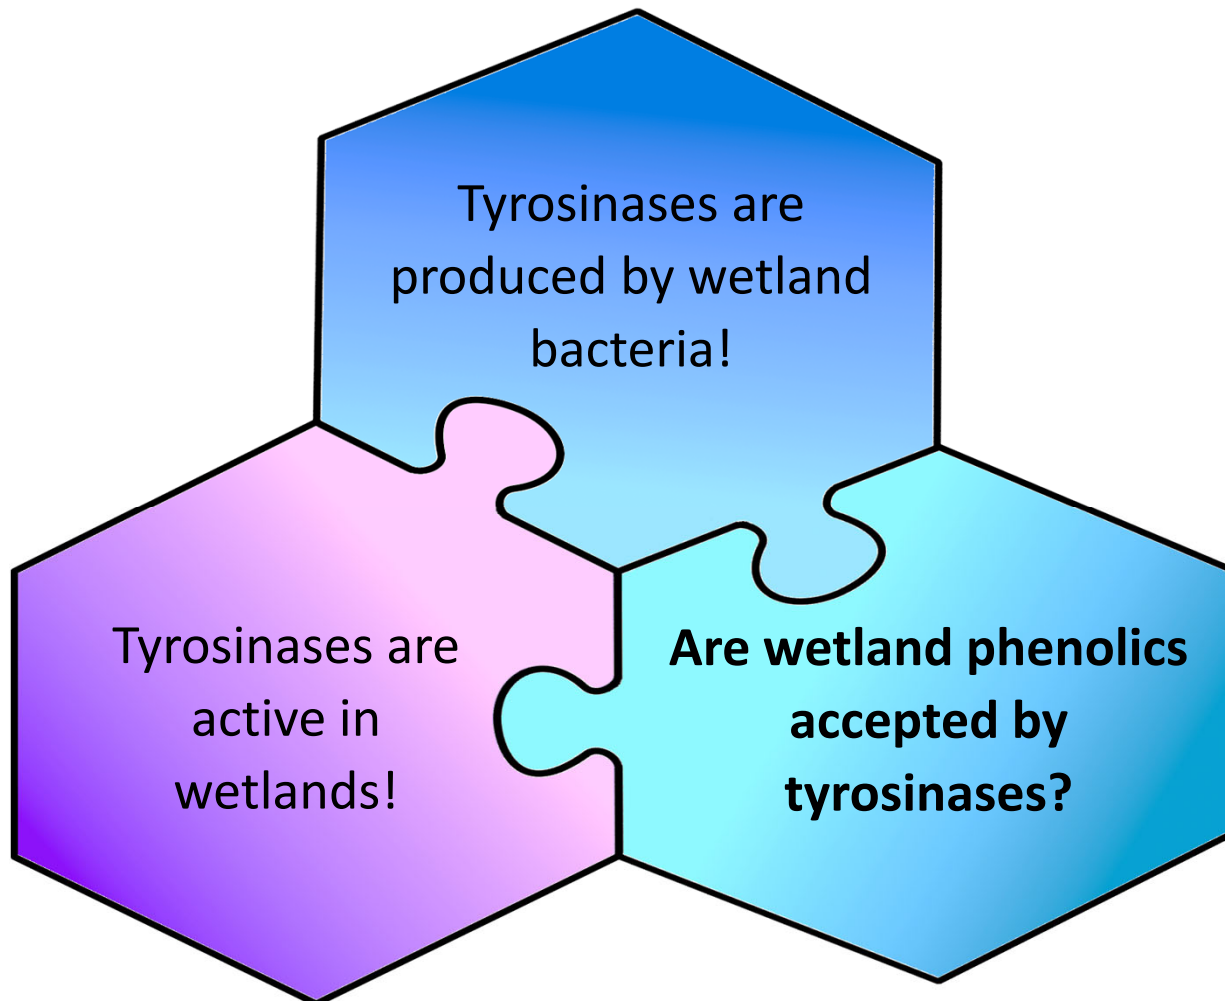 Tyrosinases are
produced by wetland
bacteria!
Tyrosinases are
active in
wetlands!
Are wetland phenolics
accepted by
tyrosinases?